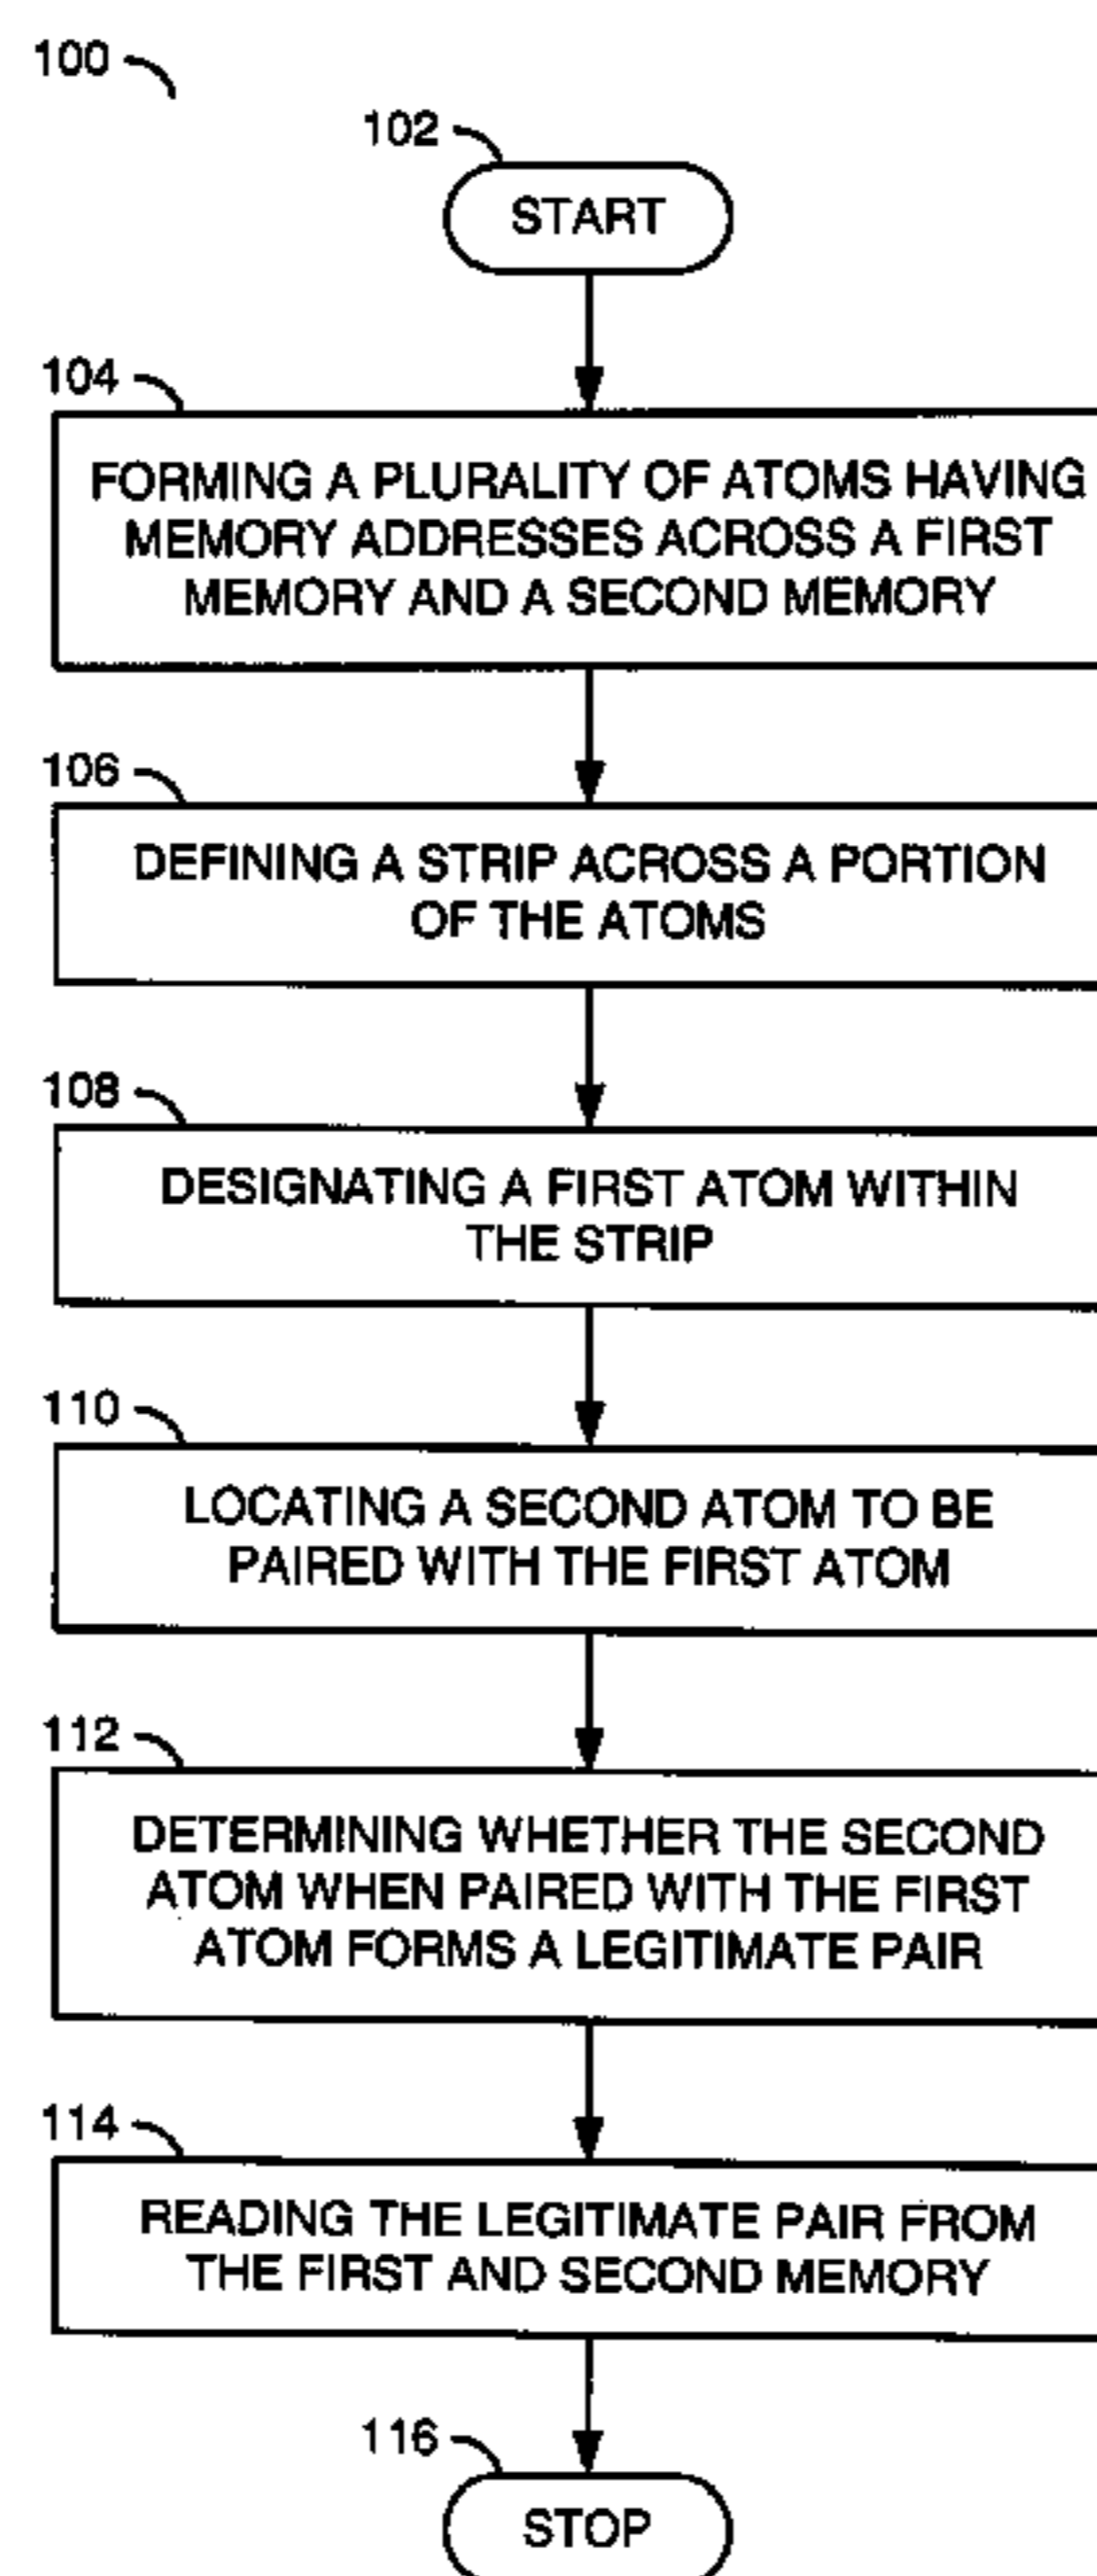 100
102
START
104
FORMING A PLURALITY OF ATOMS HAVING
MEMORY ADDRESSES ACROSS A FIRST
MEMORY AND A SECOND MEMORY
106
DEFINING A STRIP ACROSS A PORTION
OF THE ATOMS
108
DESIGNATING A FIRST ATOM WITHIN
THE STRIP
110
LOCATING A SECOND ATOM TO BE
PAIRED WITH THE FIRST ATOM
112
DETERMINING WHETHER THE SECOND
ATOM WHEN PAIRED WITH THE FIRST
ATOM FORMS A LEGITIMATE PAIR
114
READING THE LEGITIMATE PAIR FROM
THE FIRST AND SECOND MEMORY
116
STOP